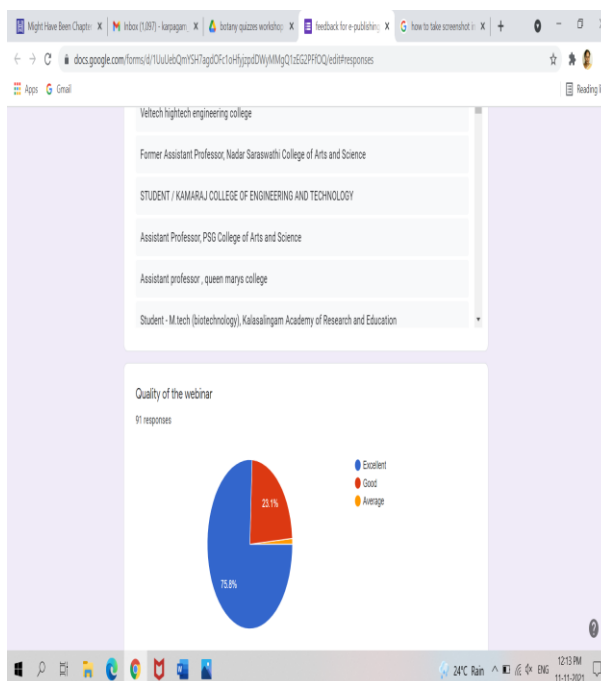 Might Have Been Chapte
Inbox (1,097) - karpagam
botany quizzes workshop
feedback for e-publishing
how to take screenshot i
docs.google.com/forms/d/
/edit#responses
Apps
Gmail
Reading li
Veltech hightech engineering college
Former Assistant Professor, Nadar Saraswathi College of Arts and Science
STUDENT / KAMARAJ COLLEGE OF ENGINEERING AND TECHNOLOGY
Assistant Professor, PSG College of Arts and Science
Assistant professor , queen marys college
Student - M.tech (biotechnology), Kalasalingam Academy of Research and Education
Quality of the webinar
91 responses
Excellent
Good
Average
23.1%
75.8%
24°C Rain
ENG
12:13 PM
11-11-2021